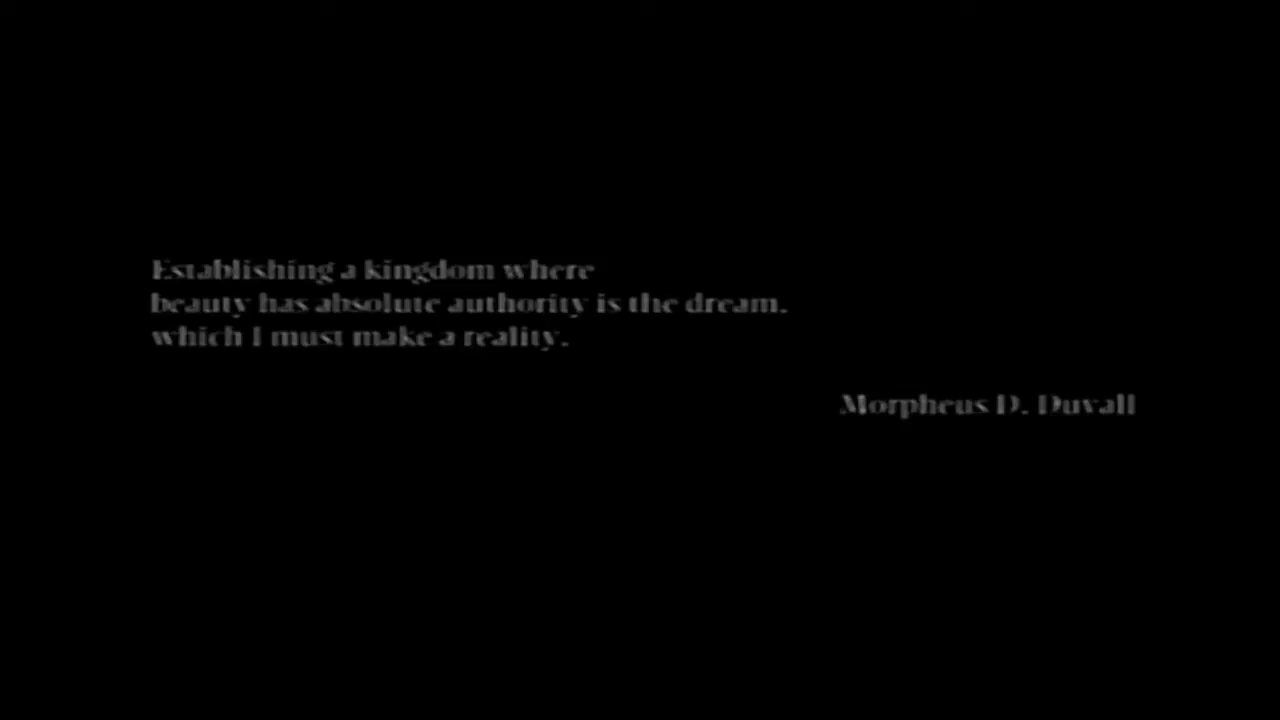 Establishing a kingdom where
beauty has absolute authority is the dream.
which I must make a reality.
Morpheus D. Duvall